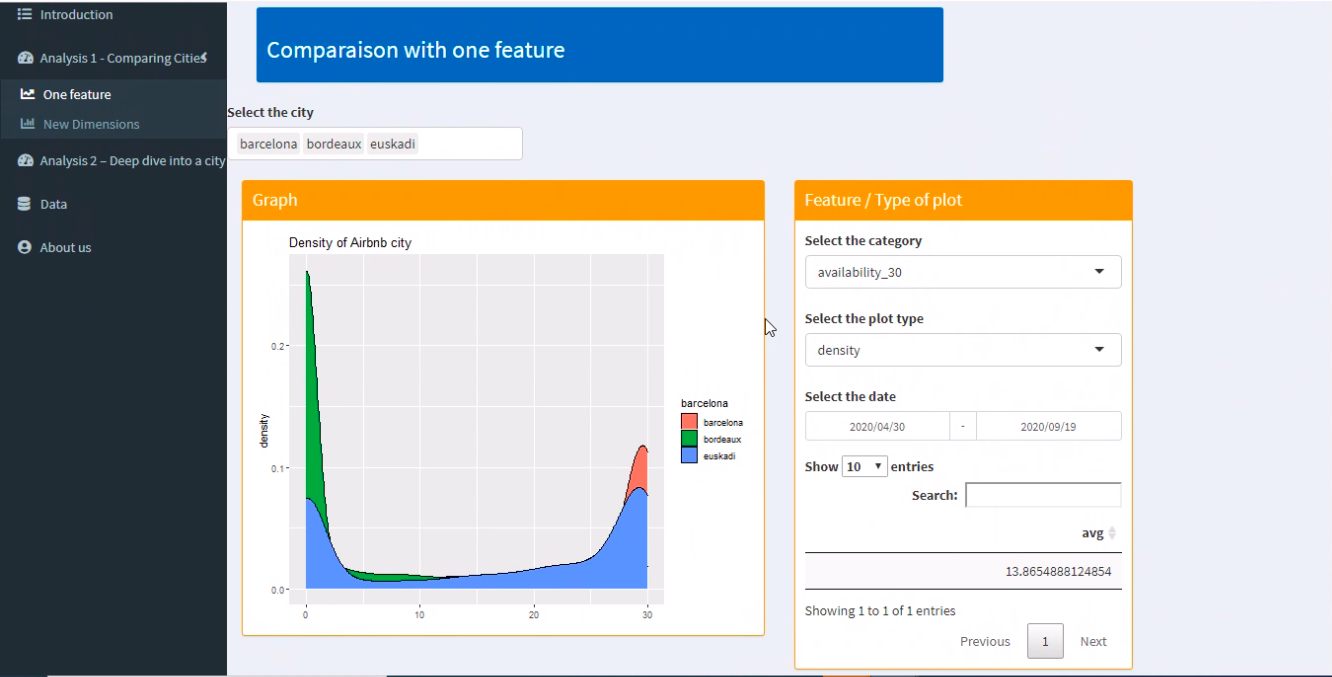 Introduction
Analysis 1 - Comparing Cities
One feature
New Dimensions
Analysis 2 – Deep dive into a city
Data
About us
Comparaison with one feature
Select the city
barcelona bordeaux euskadi
Graph
Density of Airbnb city
density
0.2
0.1
0.0
0 10 20 30
barcelona
barcelona
bordeaux
euskadi
Feature / Type of plot
Select the category
availability_30
Select the plot type
density
Select the date
2020/04/30 - 2020/09/19
Show 10 entries
Search:
avg
13.8654888124854
Showing 1 to 1 of 1 entries
Previous 1 Next